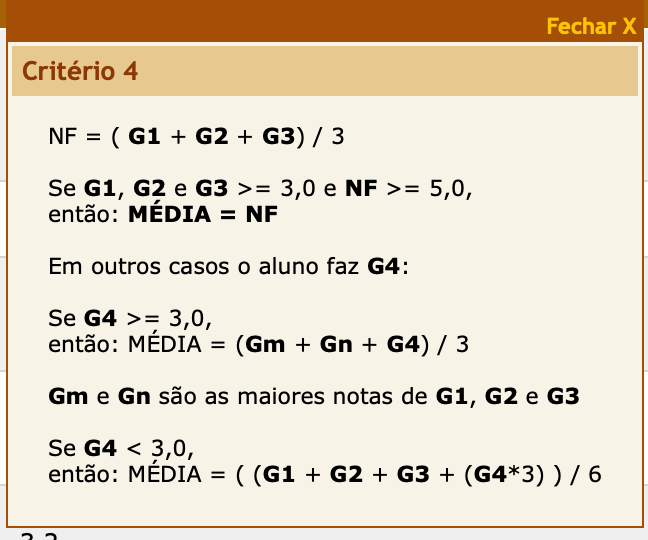 Fechar X
Critério 4
NF = ( G1 + G2 + G3) / 3
Se G1, G2 e G3 >= 3,0 e NF >= 5,0,
então: MÉDIA = NF
Em outros casos o aluno faz G4:
Se G4 >= 3,0,
então: MÉDIA = (Gm + Gn + G4) / 3
Gm e Gn são as maiores notas de G1, G2 e G3
Se G4 < 3,0,
então: MÉDIA = ( (G1 + G2 + G3 + (G4*3) ) / 6